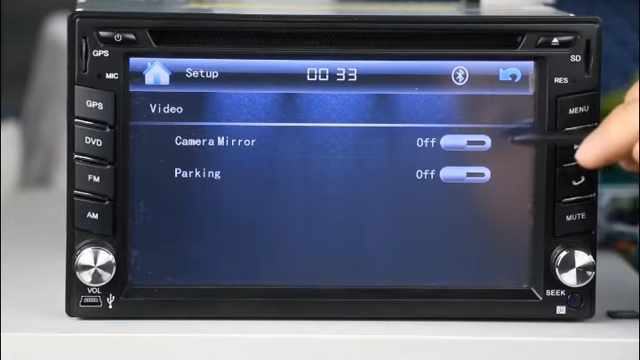 GPS
MIC
GPS
DVD
FM
AM
VOL
Setup
00 33
Video
Camera Mirror Off
Parking Off
SD
RES
MENU
MUTE
SEEK